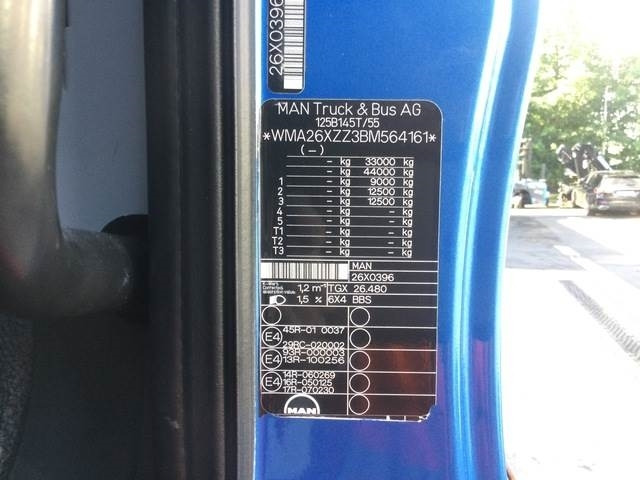 26X0396
MAN Truck & Bus AG
125B145T/55
*WMA26XZZ3BM564161*
(-)
- kg 33000 kg
- kg 44000 kg
1 - kg 9000 kg
2 - kg 12500 kg
3 - kg 12500 kg
4 - kg - kg
5 - kg - kg
T1 - kg - kg
T2 - kg - kg
T3 - kg - kg
MAN
26X0396
1,2 m⁻¹ TGX 26.480
1,5 % 6X4 BBS
45R-01 0037
E4
29RC-020002
93R-000003
E4 13R-100256
14R-060269
E4 16R-050125
17R-070230
MAN